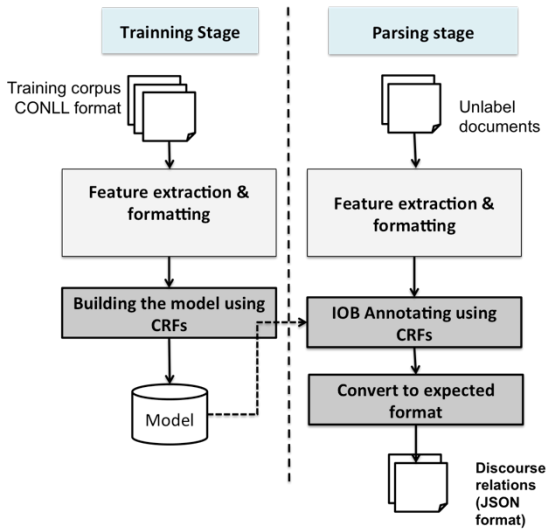 Trainning Stage
Training corpus
CONLL format
Feature extraction &
formatting
Building the model using
CRFs
Model
Parsing stage
Unlabel
documents
Feature extraction &
formatting
IOB Annotating using
CRFs
Convert to expected
format
Discourse
relations
(JSON
format)